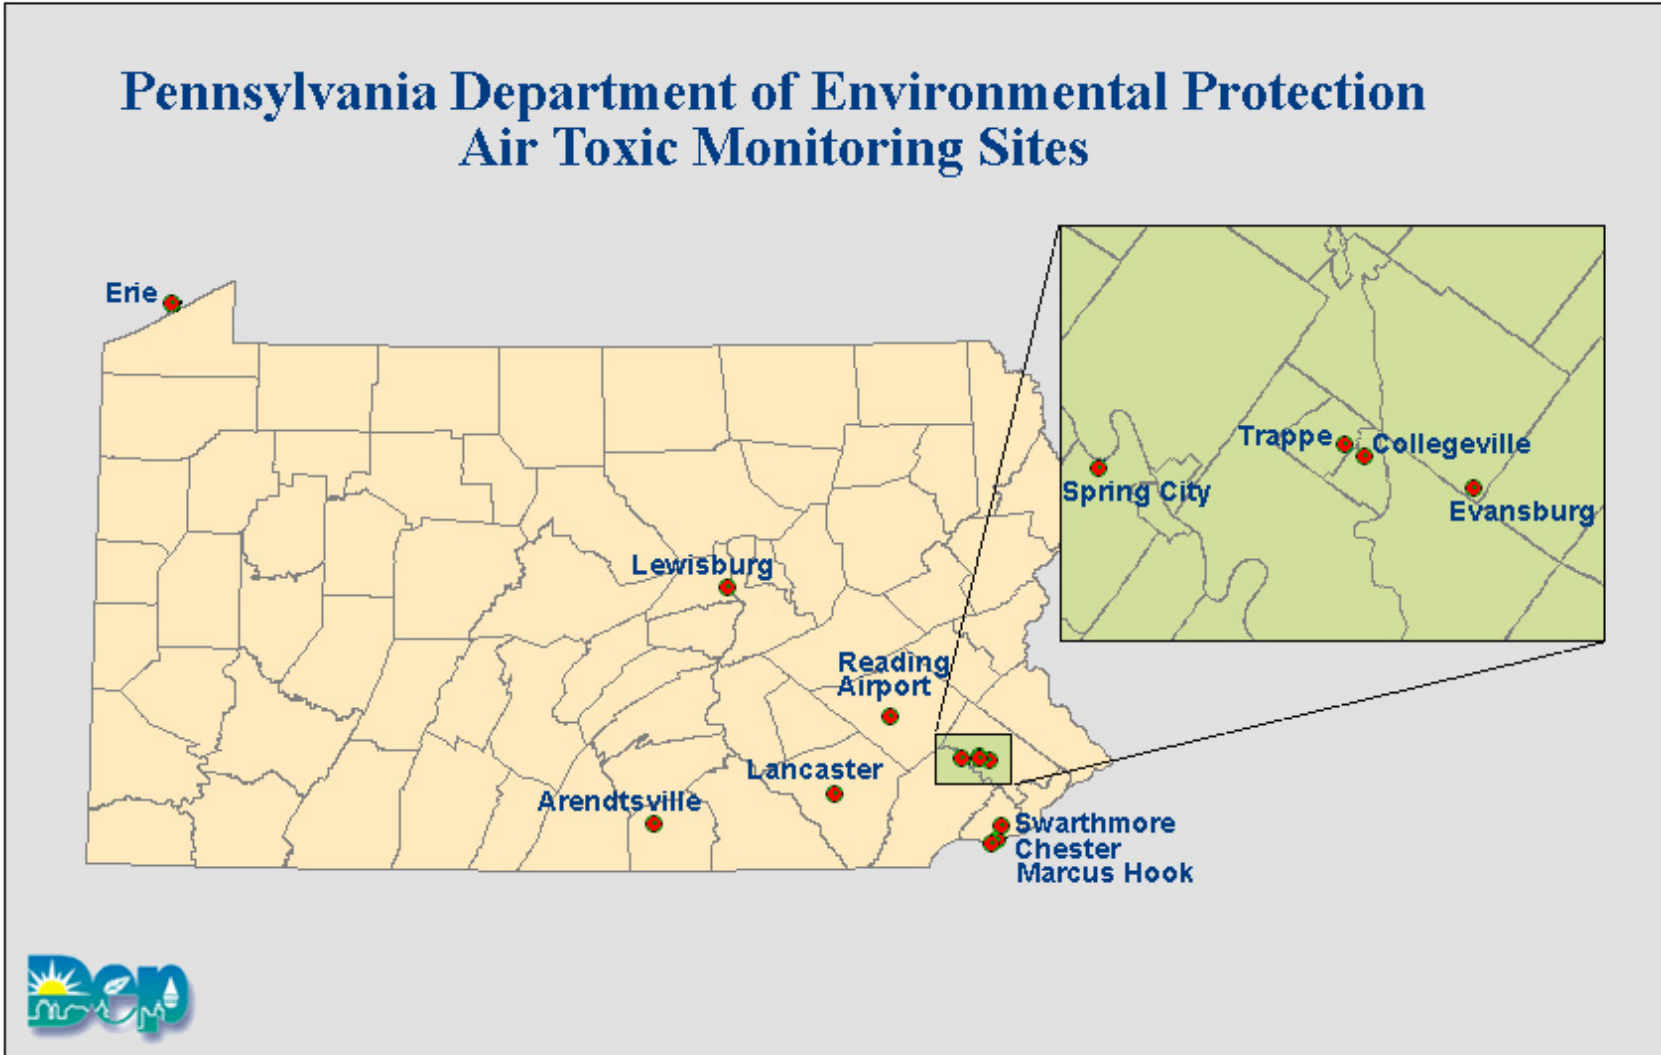 Pennsylvania Department of Environmental Protection
Air Toxic Monitoring Sites
Erie
Trappe
Collegeville
Spring City
Evansburg
Lewisburg
Reading
Airport
Lancaster
Arendtsville
Swarthmore
Chester
Marcus Hook
Dep